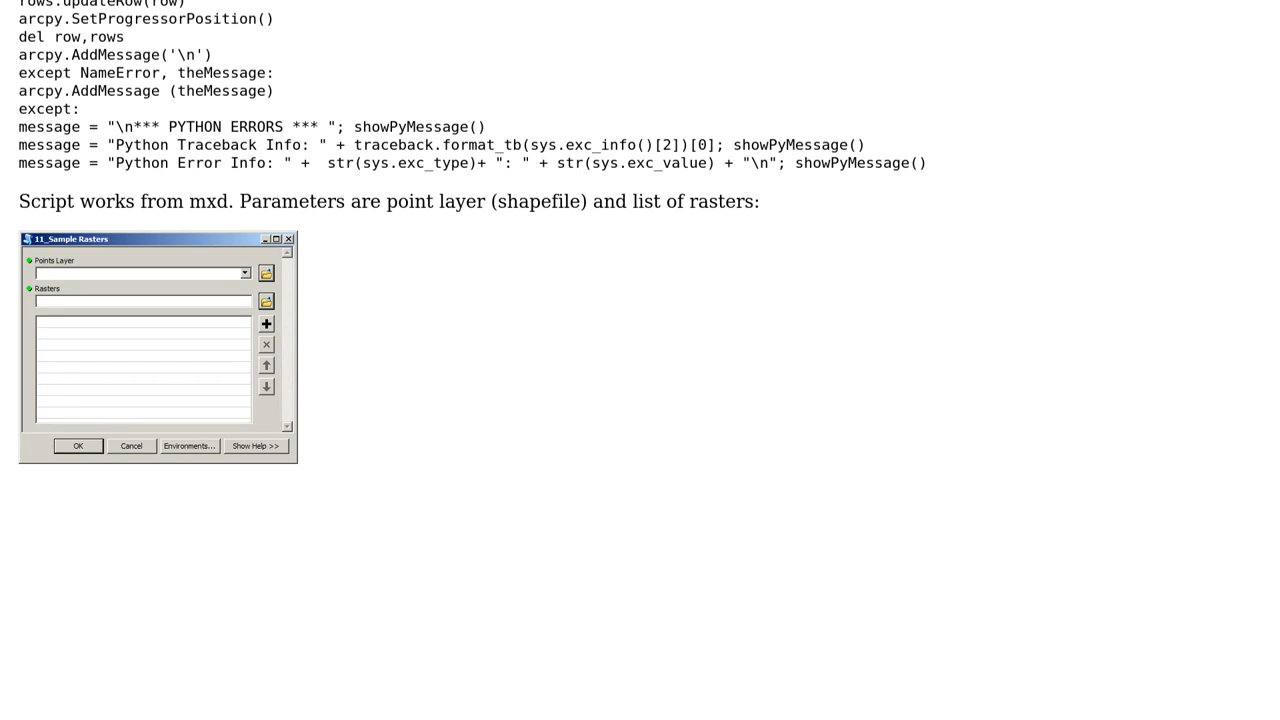 rows.updateRow(row)
arcpy.SetProgressorPosition()
del row,rows
arcpy.AddMessage('\n')
except NameError, theMessage:
arcpy.AddMessage (theMessage)
except:
message = "\n*** PYTHON ERRORS *** "; showPyMessage()
message = "Python Traceback Info: " + traceback.format_tb(sys.exc_info()[2])[0]; showPyMessage()
message = "Python Error Info: " +  str(sys.exc_type)+ ": " + str(sys.exc_value) + "\n"; showPyMessage()
Script works from mxd. Parameters are point layer (shapefile) and list of rasters:
11_Sample Rasters
Points Layer
Rasters
OK Cancel Environments... Show Help >>